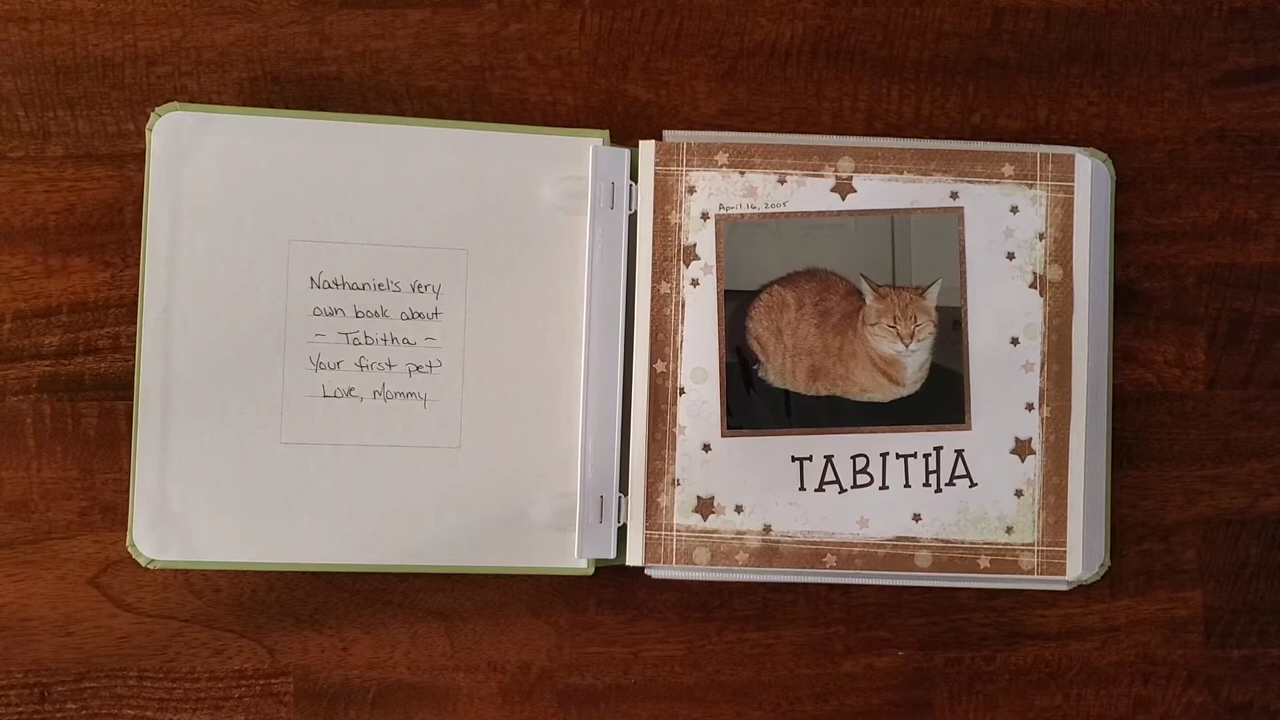 Nathaniel's very
own book about
~ Tabitha ~
Your first pet
Love, Mommy
April 16, 2005
TABITHA